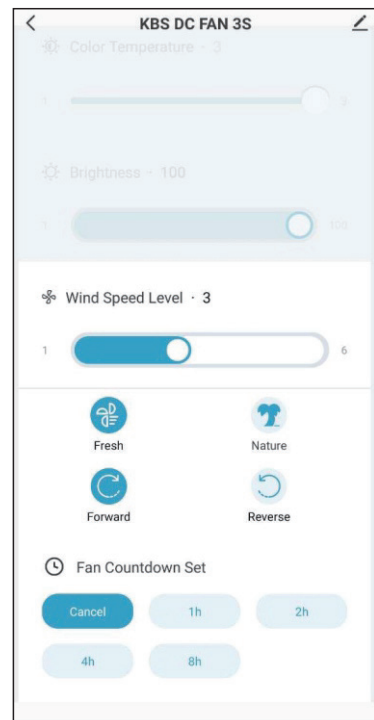 KBS DC FAN 3S
Color Temperature · 3
1 3
Brightness · 100
1 100
Wind Speed Level · 3
1 6
Fresh Nature
Forward Reverse
Fan Countdown Set
Cancel 1h 2h
4h 8h